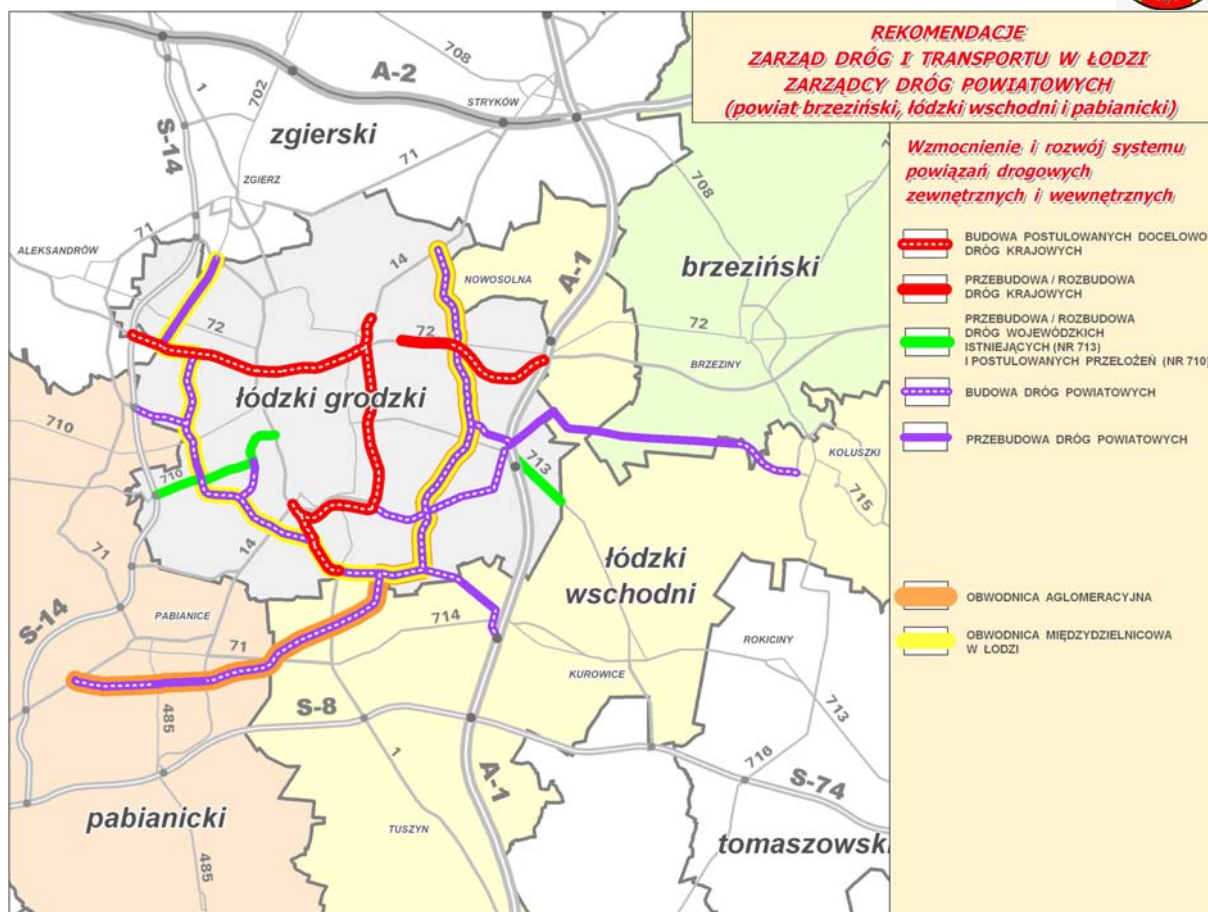 REKOMENDACJE
ZARZĄD DRÓG I TRANSPORTU W ŁODZI
ZARZĄDCY DRÓG POWIATOWYCH
(powiat brzeziński, łódzki wschodni i pabianicki)
Wzmocnienie i rozwój systemu
powiązań drogowych
zewnętrznych i wewnętrznych
BUDOWA POSTULOWANYCH DOCELOWO
DRÓG KRAJOWYCH
PRZEBUDOWA / ROZBUDOWA
DRÓG KRAJOWYCH
PRZEBUDOWA / ROZBUDOWA
DRÓG WOJEWÓDZKICH
ISTNIEJĄCYCH (NR 713)
I POSTULOWANYCH PRZEŁOŻEŃ (NR 710)
BUDOWA DRÓG POWIATOWYCH
PRZEBUDOWA DRÓG POWIATOWYCH
OBWODNICA AGLOMERACYJNA
OBWODNICA MIĘDZYDZIELNICOWA
W ŁODZI
708
1
702
A-2
STRYKÓW
zgierski
S-14
71
ZGIERZ
708
71
ALEKSANDRÓW
14
NOWOSOLNA
A-1
brzeziński
72
72
72
BRZEZINY
łódzki grodzki
710
KOLUSZKI
710
713
715
14
71
łódzki
wschodni
S-14
PABIANICE
714
71
ROKICINY
KUROWICE
485
S-8
713
1
716
A-1
S-74
pabianicki
TUSZYN
tomaszowski
485